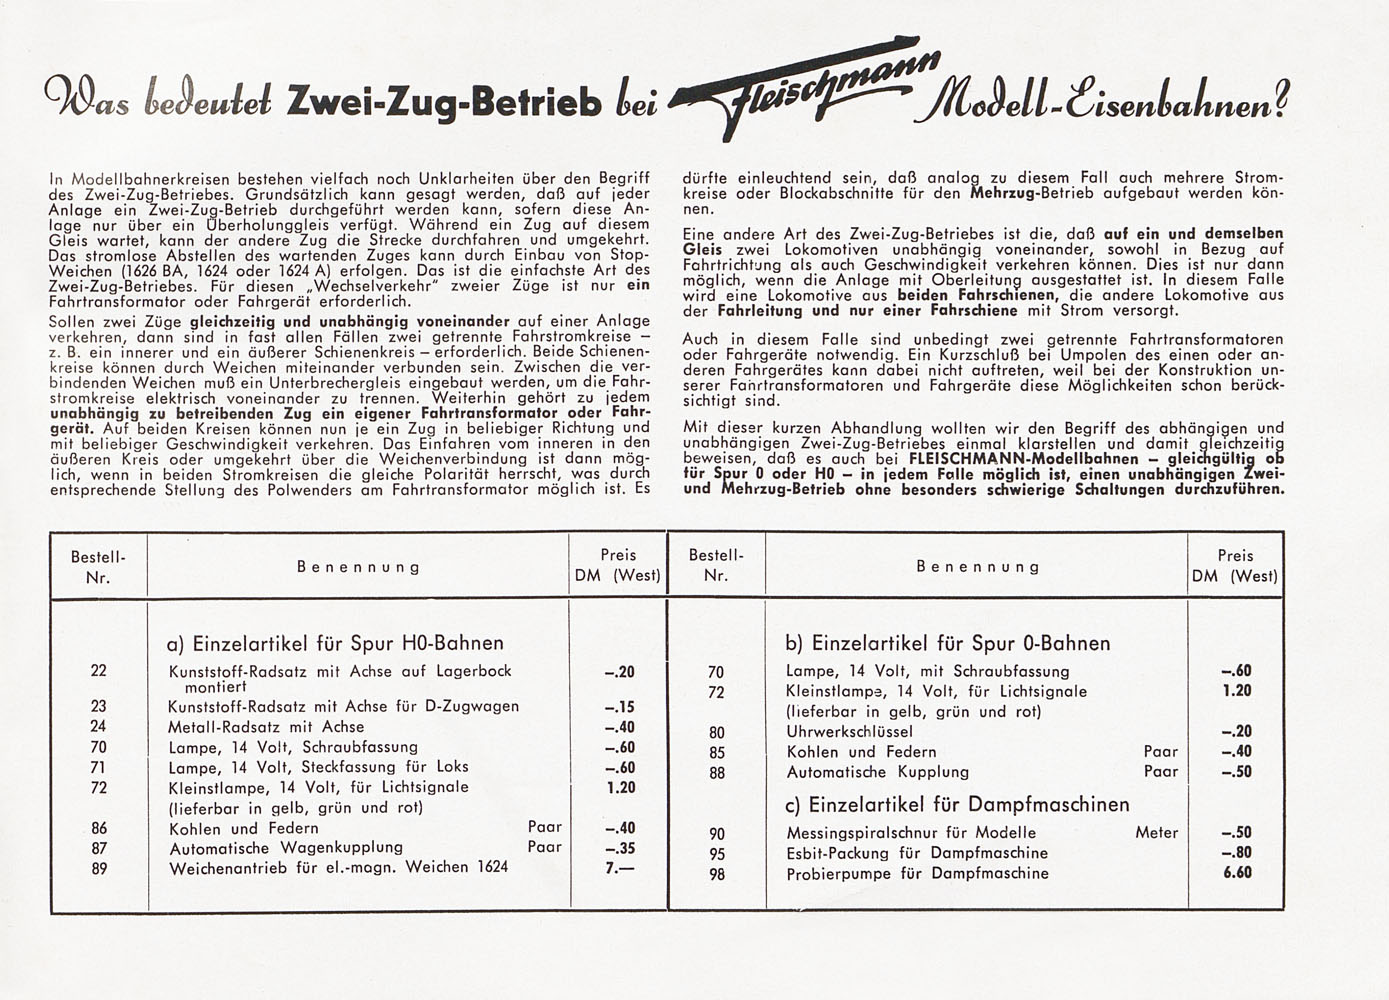 Was bedeutet Zwei-Zug-Betrieb bei Fleischmann Modell-Eisenbahnen?
In Modellbahnerkreisen bestehen vielfach noch Unklarheiten über den Begriff
des Zwei-Zug-Betriebes. Grundsätzlich kann gesagt werden, daß auf jeder
Anlage ein Zwei-Zug-Betrieb durchgeführt werden kann, sofern diese An-
lage nur über ein Überholunggleis verfügt. Während ein Zug auf diesem
Gleis wartet, kann der andere Zug die Strecke durchfahren und umgekehrt.
Das stromlose Abstellen des wartenden Zuges kann durch Einbau von Stop-
Weichen (1626 BA, 1624 oder 1624 A) erfolgen. Das ist die einfachste Art des
Zwei-Zug-Betriebes. Für diesen „Wechselverkehr" zweier Züge ist nur ein
Fahrtransformator oder Fahrgerät erforderlich.
Sollen zwei Züge gleichzeitig und unabhängig voneinander auf einer Anlage
verkehren, dann sind in fast allen Fällen zwei getrennte Fahrstromkreise –
z. B. ein innerer und ein äußerer Schienenkreis – erforderlich. Beide Schienen-
kreise können durch Weichen miteinander verbunden sein. Zwischen die ver-
bindenden Weichen muß ein Unterbrechergleis eingebaut werden, um die Fahr-
stromkreise elektrisch voneinander zu trennen. Weiterhin gehört zu jedem
unabhängig zu betreibenden Zug ein eigener Fahrtransformator oder Fahr-
gerät. Auf beiden Kreisen können nun je ein Zug in beliebiger Richtung und
mit beliebiger Geschwindigkeit verkehren. Das Einfahren vom inneren in den
äußeren Kreis oder umgekehrt über die Weichenverbindung ist dann mög-
lich, wenn in beiden Stromkreisen die gleiche Polarität herrscht, was durch
entsprechende Stellung des Polwenders am Fahrtransformator möglich ist. Es
dürfte einleuchtend sein, daß analog zu diesem Fall auch mehrere Strom-
kreise oder Blockabschnitte für den Mehrzug-Betrieb aufgebaut werden kön-
nen.
Eine andere Art des Zwei-Zug-Betriebes ist die, daß auf ein und demselben
Gleis zwei Lokomotiven unabhängig voneinander, sowohl in Bezug auf
Fahrtrichtung als auch Geschwindigkeit verkehren können. Dies ist nur dann
möglich, wenn die Anlage mit Oberleitung ausgestattet ist. In diesem Falle
wird eine Lokomotive aus beiden Fahrschienen, die andere Lokomotive aus
der Fahrleitung und nur einer Fahrschiene mit Strom versorgt.
Auch in diesem Falle sind unbedingt zwei getrennte Fahrtransformatoren
oder Fahrgeräte notwendig. Ein Kurzschluß bei Umpolen des einen oder an-
deren Fahrgerätes kann dabei nicht auftreten, weil bei der Konstruktion un-
serer Fahrtransformatoren und Fahrgeräte diese Möglichkeiten schon berück-
sichtigt sind.
Mit dieser kurzen Abhandlung wollten wir den Begriff des abhängigen und
unabhängigen Zwei-Zug-Betriebes einmal klarstellen und damit gleichzeitig
beweisen, daß es auch bei FLEISCHMANN-Modellbahnen – gleichgültig ob
für Spur 0 oder H0 – in jedem Falle möglich ist, einen unabhängigen Zwei-
und Mehrzug-Betrieb ohne besonders schwierige Schaltungen durchzuführen.
Bestell-Nr. Benennung Preis DM (West)
a) Einzelartikel für Spur H0-Bahnen
22 Kunststoff-Radsatz mit Achse auf Lagerbock –.20
montiert
23 Kunststoff-Radsatz mit Achse für D-Zugwagen –.15
24 Metall-Radsatz mit Achse –.40
70 Lampe, 14 Volt, Schraubfassung –.60
71 Lampe, 14 Volt, Steckfassung für Loks –.60
72 Kleinstlampe, 14 Volt, für Lichtsignale 1.20
(lieferbar in gelb, grün und rot)
86 Kohlen und Federn Paar –.40
87 Automatische Wagenkupplung Paar –.35
89 Weichenantrieb für el.-magn. Weichen 1624 7.—
Bestell-Nr. Benennung Preis DM (West)
b) Einzelartikel für Spur 0-Bahnen
70 Lampe, 14 Volt, mit Schraubfassung –.60
72 Kleinstlampe, 14 Volt, für Lichtsignale 1.20
(lieferbar in gelb, grün und rot)
80 Uhrwerkschlüssel –.20
85 Kohlen und Federn Paar –.40
88 Automatische Kupplung Paar –.50
c) Einzelartikel für Dampfmaschinen
90 Messingspiralschnur für Modelle Meter –.50
95 Esbit-Packung für Dampfmaschine –.80
98 Probierpumpe für Dampfmaschine 6.60